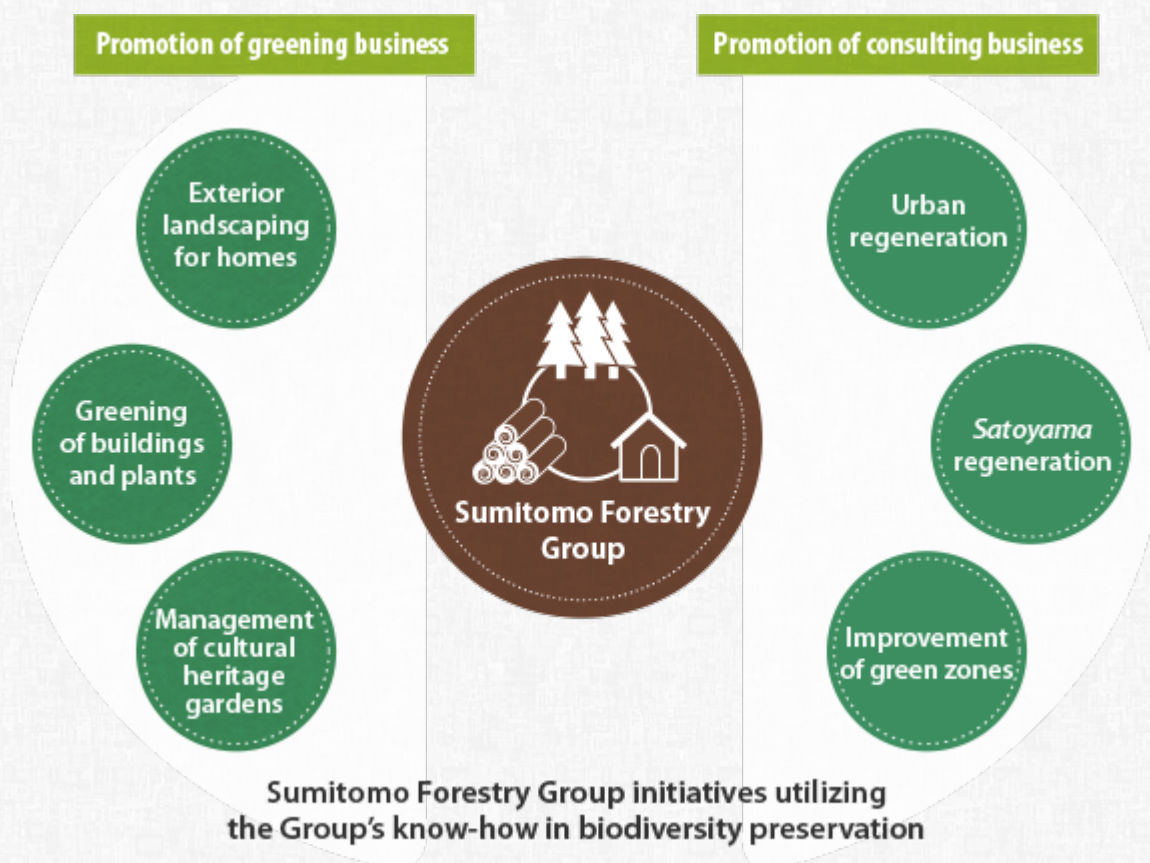 Promotion of greening business
Promotion of consulting business
Exterior
landscaping
for homes
Greening
of buildings
and plants
Management
of cultural
heritage
gardens
Sumitomo Forestry
Group
Urban
regeneration
Satoyama
regeneration
Improvement
of green zones
Sumitomo Forestry Group initiatives utilizing
the Group's know-how in biodiversity preservation